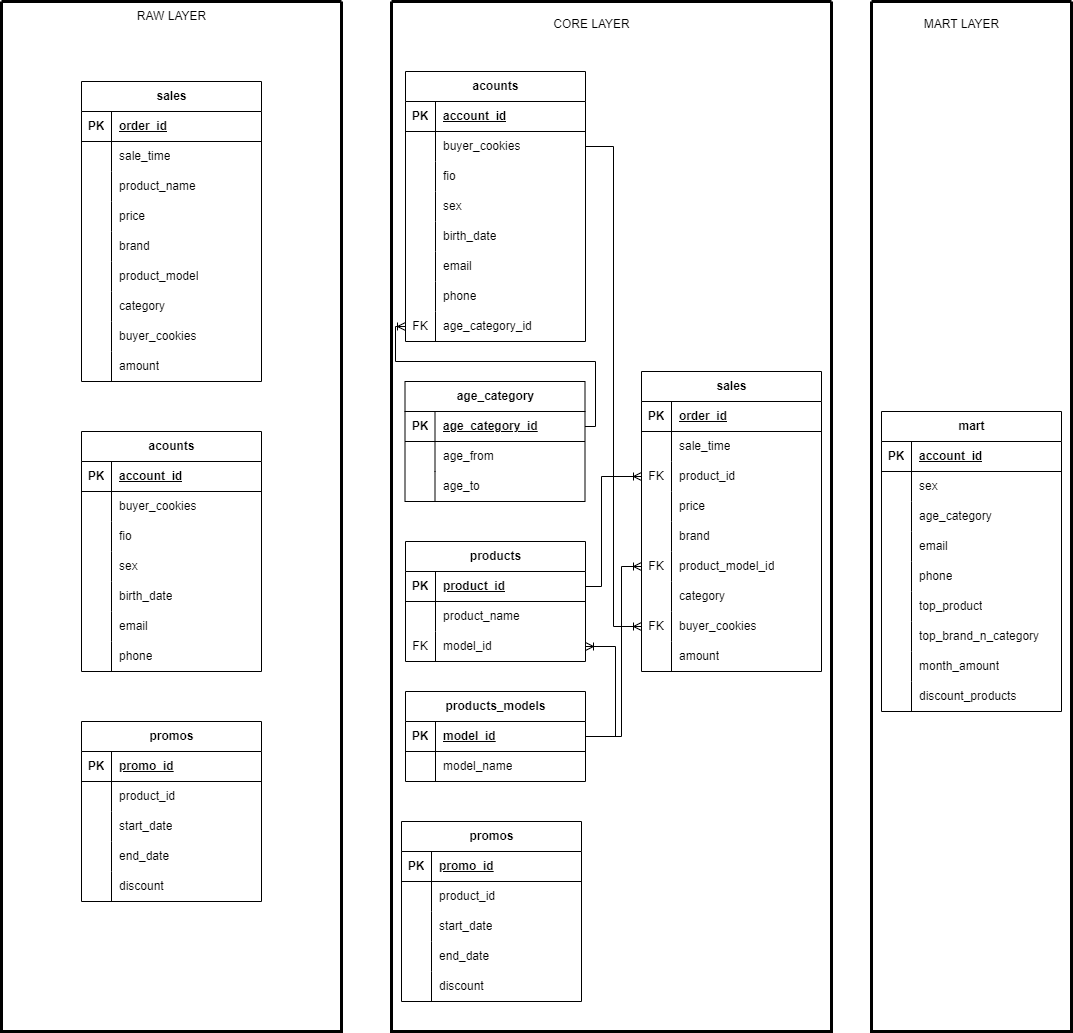 RAW LAYER
sales
PK order_id
sale_time
product_name
price
brand
product_model
category
buyer_cookies
amount
acounts
PK account_id
buyer_cookies
fio
sex
birth_date
email
phone
promos
PK promo_id
product_id
start_date
end_date
discount
CORE LAYER
acounts
PK account_id
buyer_cookies
fio
sex
birth_date
email
phone
FK age_category_id
age_category
PK age_category_id
age_from
age_to
products
PK product_id
product_name
FK model_id
products_models
PK model_id
model_name
promos
PK promo_id
product_id
start_date
end_date
discount
sales
PK order_id
sale_time
FK product_id
price
brand
FK product_model_id
category
FK buyer_cookies
amount
MART LAYER
mart
PK account_id
sex
age_category
email
phone
top_product
top_brand_n_category
month_amount
discount_products